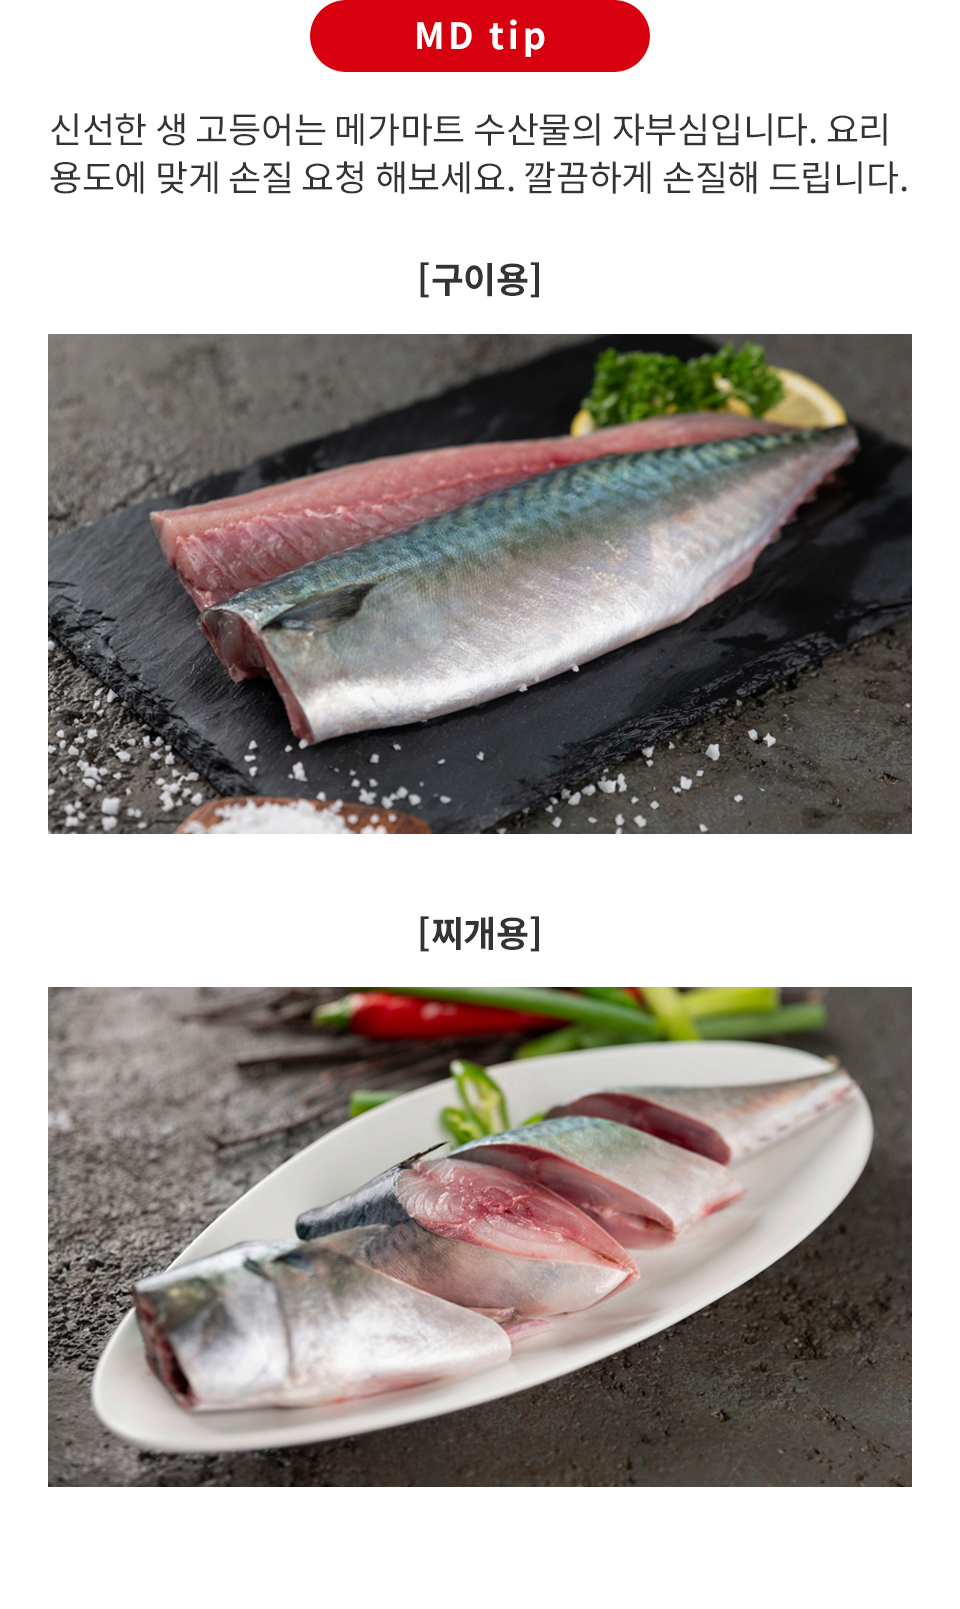 MD tip
신선한 생 고등어는 메가마트 수산물의 자부심입니다. 요리
용도에 맞게 손질 요청 해보세요. 깔끔하게 손질해 드립니다.
[구이용]
[찌개용]